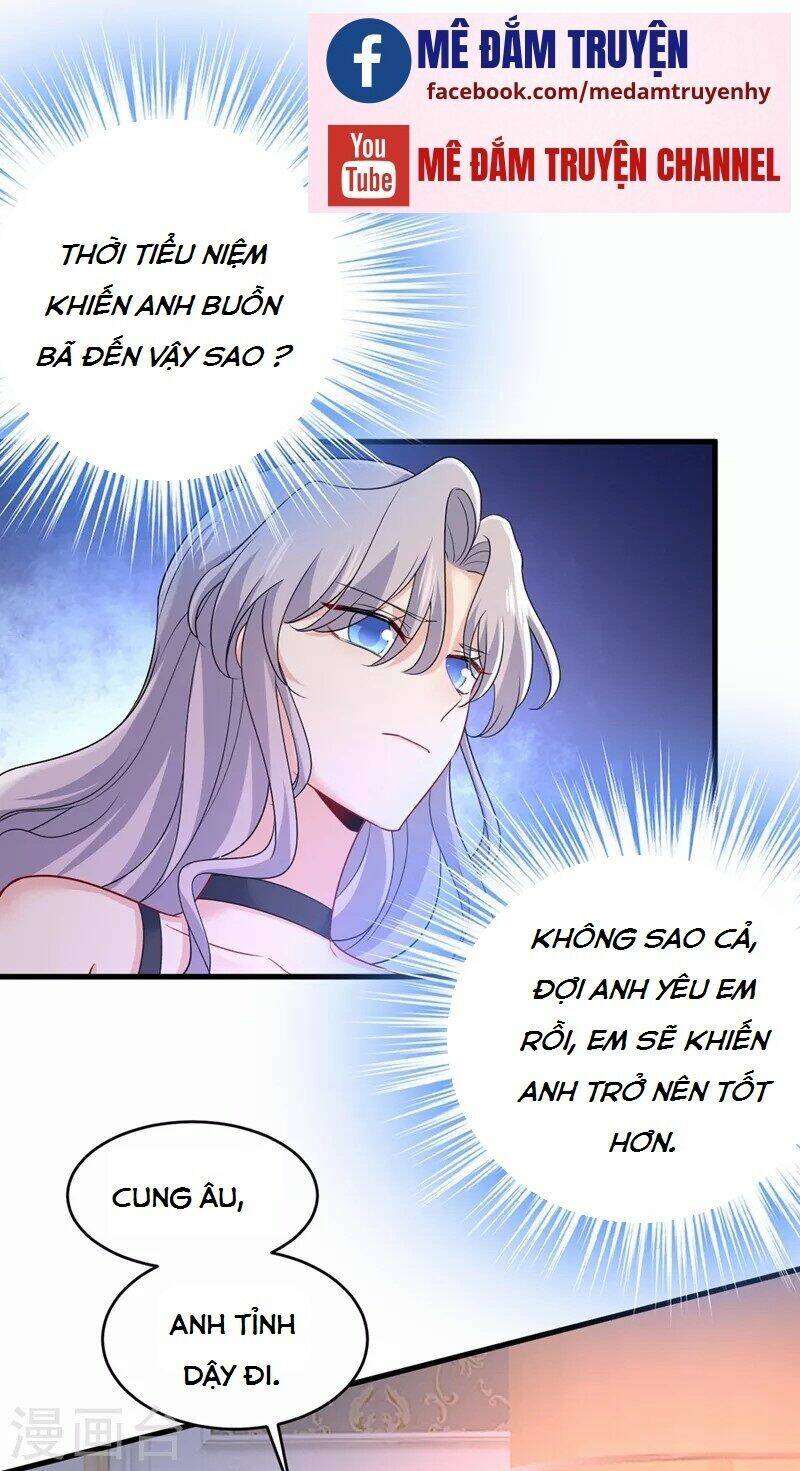 MÊ ĐẮM TRUYỆN
facebook.com/medamtruyenhy
You
Tube
MÊ ĐẮM TRUYỆN CHANNEL
THỜI TIỂU NIỆM
KHIẾN ANH BUỒN
BÃ ĐẾN VẬY SAO ?
KHÔNG SAO CẢ,
ĐỢI ANH YÊU EM
RỒI, EM SẼ KHIẾN
ANH TRỞ NÊN TỐT
HƠN.
CUNG ÂU,
ANH TỈNH
DẬY ĐI.
漫画台